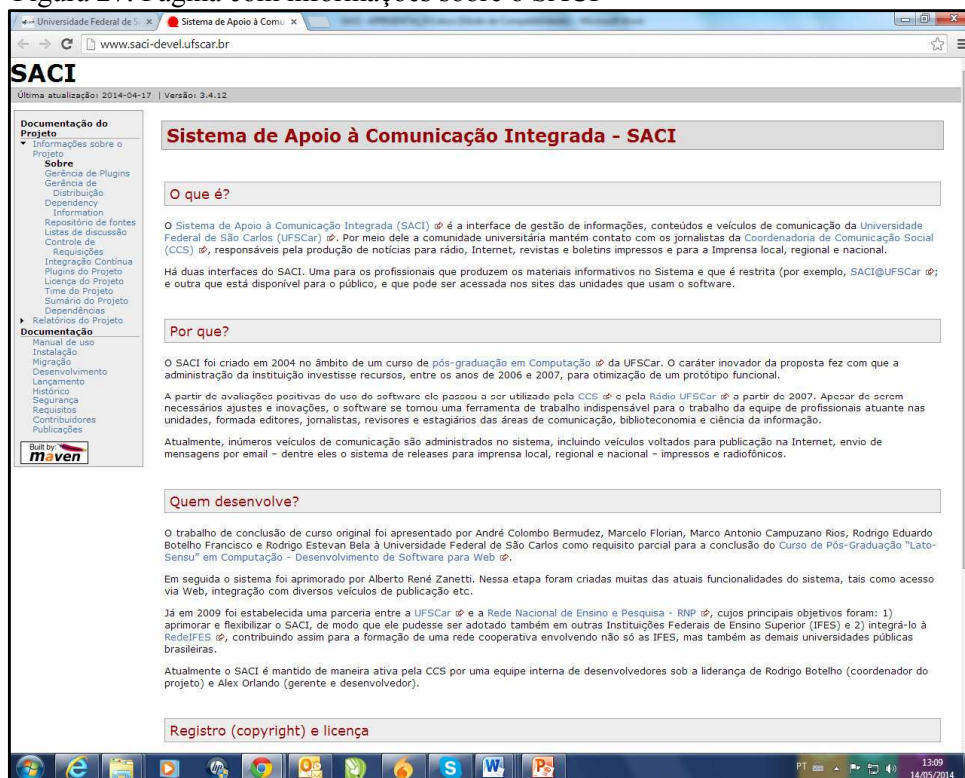 Figura 27: Página com informações sobre o SACI
Universidade Federal de S
Sistema de Apoio à Comu
www.saci-devel.ufscar.br
SACI
Última atualização: 2014-04-17 | Versão: 3.4.12
Documentação do
Projeto
Informações sobre o
Projeto
Sobre
Gerência de Plugins
Gerência de
Distribuição
Dependency
Information
Repositório de fontes
Listas de discussão
Controle de
Requisições
Integração Contínua
Plugins do Projeto
Licença do Projeto
Time do Projeto
Sumário do Projeto
Dependências
Relatórios do Projeto
Documentação
Manual de uso
Instalação
Migração
Desenvolvimento
Lançamento
Histórico
Segurança
Requisitos
Contribuidores
Publicações
Built by:
maven
Sistema de Apoio à Comunicação Integrada - SACI
O que é?
O Sistema de Apoio à Comunicação Integrada (SACI) é a interface de gestão de informações, conteúdos e veículos de comunicação da Universidade
Federal de São Carlos (UFSCar). Por meio dele a comunidade universitária mantém contato com os jornalistas da Coordenadoria de Comunicação Social
(CCS), responsáveis pela produção de notícias para rádio, Internet, revistas e boletins impressos e para a Imprensa local, regional e nacional.
Há duas interfaces do SACI. Uma para os profissionais que produzem os materiais informativos no Sistema e que é restrita (por exemplo, SACI@UFSCar;
e outra que está disponível para o público, e que pode ser acessada nos sites das unidades que usam o software.
Por que?
O SACI foi criado em 2004 no âmbito de um curso de pós-graduação em Computação da UFSCar. O caráter inovador da proposta fez com que a
administração da instituição investisse recursos, entre os anos de 2006 e 2007, para otimização de um protótipo funcional.
A partir de avaliações positivas do uso do software ele passou a ser utilizado pela CCS e pela Rádio UFSCar a partir de 2007. Apesar de serem
necessários ajustes e inovações, o software se tornou uma ferramenta de trabalho indispensável para o trabalho da equipe de profissionais atuante nas
unidades, formada editores, jornalistas, revisores e estagiários das áreas de comunicação, biblioteconomia e ciência da informação.
Atualmente, inúmeros veículos de comunicação são administrados no sistema, incluindo veículos voltados para publicação na Internet, envio de
mensagens por email – dentre eles o sistema de releases para imprensa local, regional e nacional – impressos e radiofônicos.
Quem desenvolve?
O trabalho de conclusão de curso original foi apresentado por André Colombo Bermudez, Marcelo Florian, Marco Antonio Campuzano Rios, Rodrigo Eduardo
Botelho Francisco e Rodrigo Estevan Bela à Universidade Federal de São Carlos como requisito parcial para a conclusão do Curso de Pós-Graduação "Lato-
Sensu" em Computação - Desenvolvimento de Software para Web.
Em seguida o sistema foi aprimorado por Alberto René Zanetti. Nessa etapa foram criadas muitas das atuais funcionalidades do sistema, tais como acesso
via Web, integração com diversos veículos de publicação etc.
Já em 2009 foi estabelecida uma parceria entre a UFSCar e a Rede Nacional de Ensino e Pesquisa - RNP, cujos principais objetivos foram: 1)
aprimorar e flexibilizar o SACI, de modo que ele pudesse ser adotado também em outras Instituições Federais de Ensino Superior (IFES) e 2) integrá-lo à
RedeIFES, contribuindo assim para a formação de uma rede cooperativa envolvendo não só as IFES, mas também as demais universidades públicas
brasileiras.
Atualmente o SACI é mantido de maneira ativa pela CCS por uma equipe interna de desenvolvedores sob a liderança de Rodrigo Botelho (coordenador do
projeto) e Alex Orlando (gerente e desenvolvedor).
Registro (copyright) e licença
PT
13:09
14/05/2014